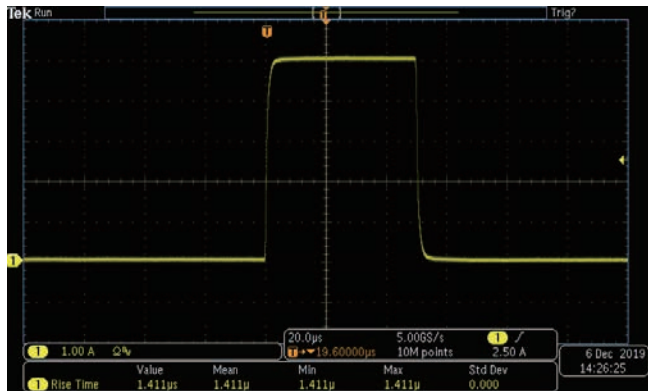 Tek Run Trig?
T
T
1
20.0µs 5.00GS/s 1
1 1.00 A T→▼19.60000µs 10M points 2.50 A
6 Dec 2019
14:26:25
Value Mean Min Max Std Dev
1 Rise Time 1.411µs 1.411µ 1.411µ 1.411µ 0.000